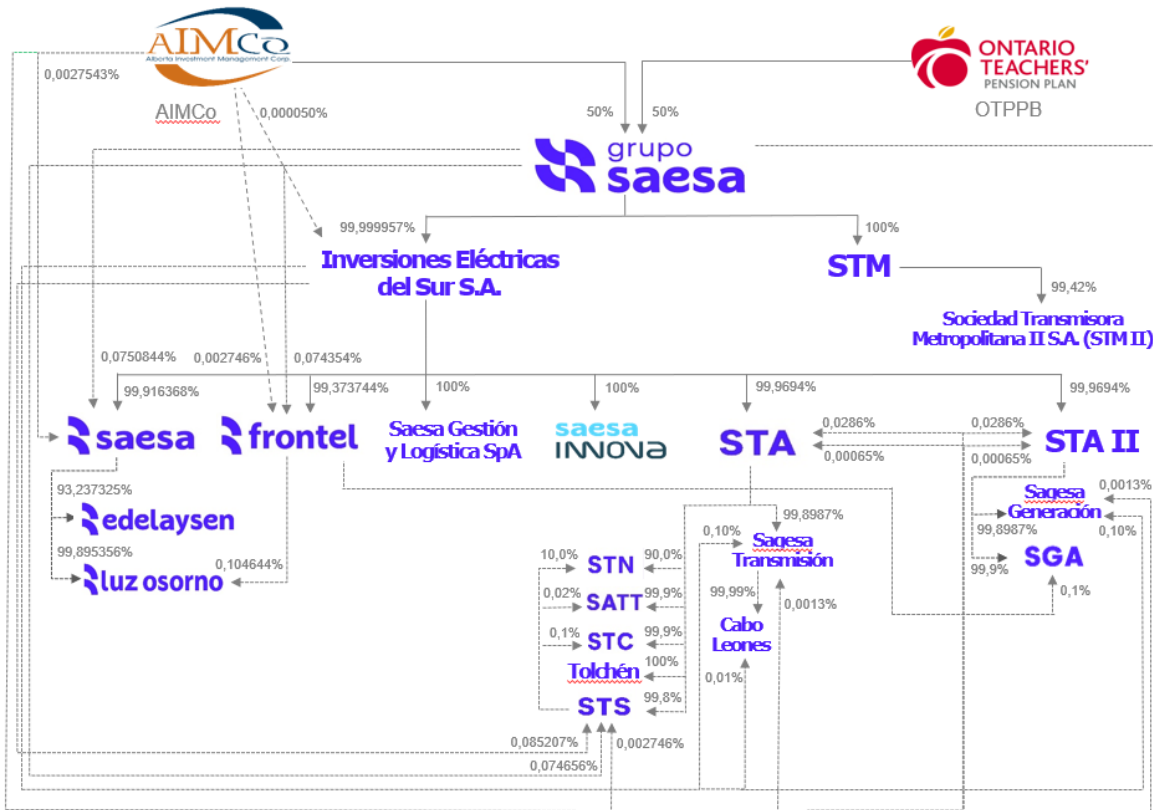 AIMCo
Alberta Investment Management Corp.
AIMCo
0,0027543%
0,000050%
ONTARIO
TEACHERS'
PENSION PLAN
OTPPB
50%
50%
grupo
saesa
99,999957%
100%
Inversiones Eléctricas
del Sur S.A.
STM
99,42%
Sociedad Transmisora
Metropolitana II S.A. (STM II)
0,0750844%
0,002746%
0,074354%
99,916368%
99,373744%
100%
100%
99,9694%
99,9694%
saesa
frontel
Saesa Gestión
y Logística SpA
saesa
INNOVA
STA
0,0286%
0,00065%
0,0286%
0,00065%
STA II
93,237325%
edelaysen
99,895356%
luz osorno
0,104644%
Sagesa
Generación
0,0013%
0,10%
99,8987%
SGA
99,9%
0,1%
99,8987%
0,10%
Sagesa
Transmisión
99,99%
0,0013%
Cabo
Leones
0,01%
10,0%
STN
90,0%
0,02%
SATT
99,9%
0,1%
STC
99,9%
Tolchén
100%
STS
99,8%
0,085207%
0,002746%
0,074656%